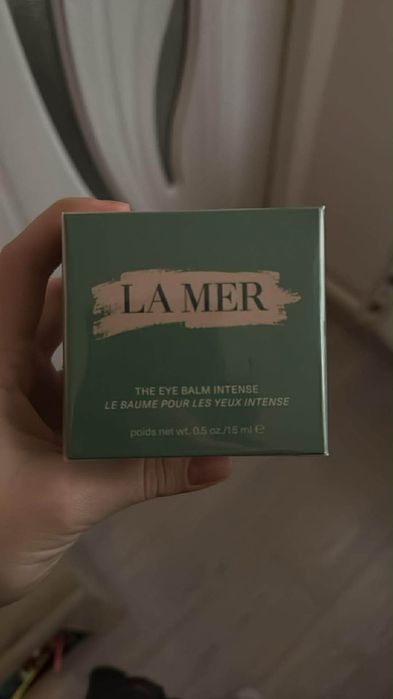 LA MER
THE EYE BALM INTENSE
LE BAUME POUR LES YEUX INTENSE
poids net wt. 0.5 oz./15 ml ℮